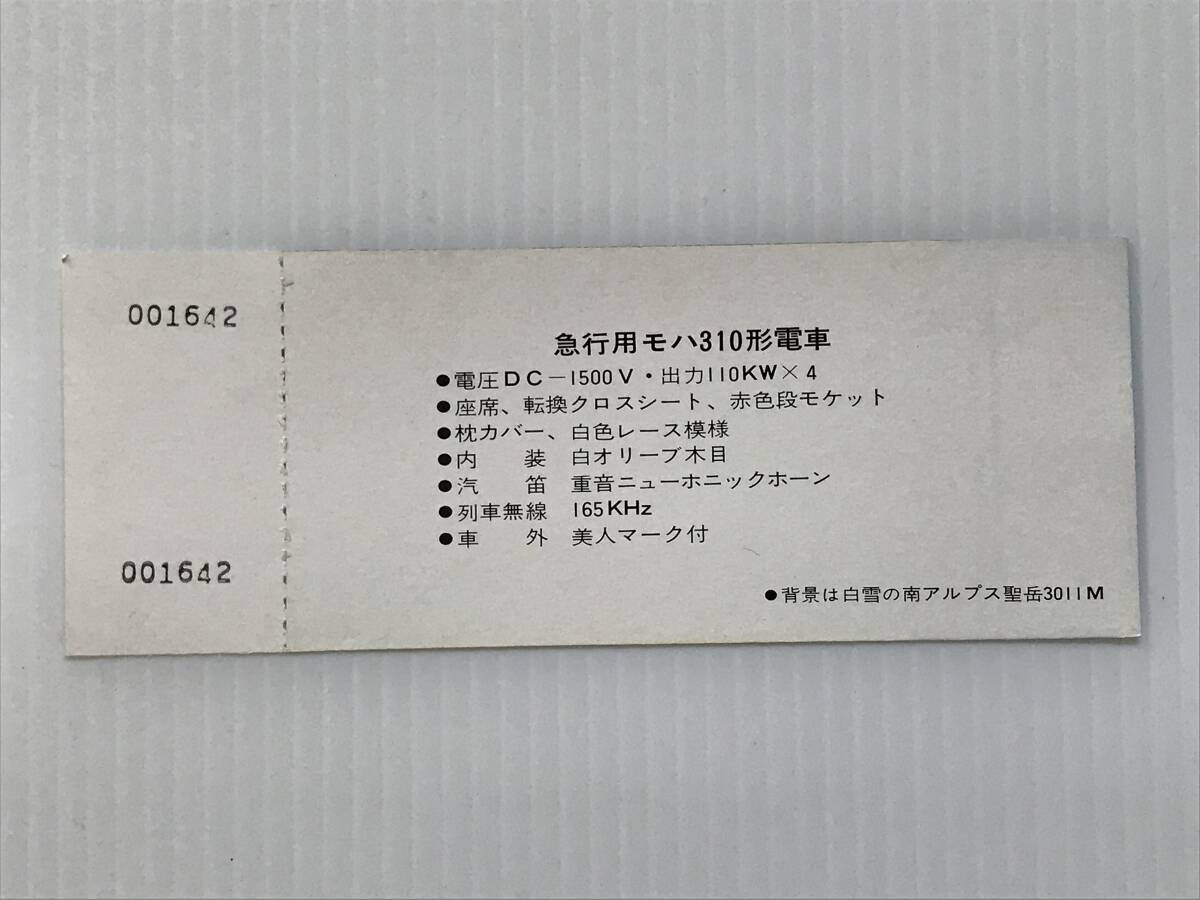 001642
001642
急行用モハ310形電車
●電圧DC－1500V・出力110KW×4
●座席、転換クロスシート、赤色段モケット
●枕カバー、白色レース模様
●内　　装　白オリーブ木目
●汽　　笛　重音ニューホニックホーン
●列車無線　165KHz
●車　　外　美人マーク付
●背景は白雪の南アルプス聖岳3011M